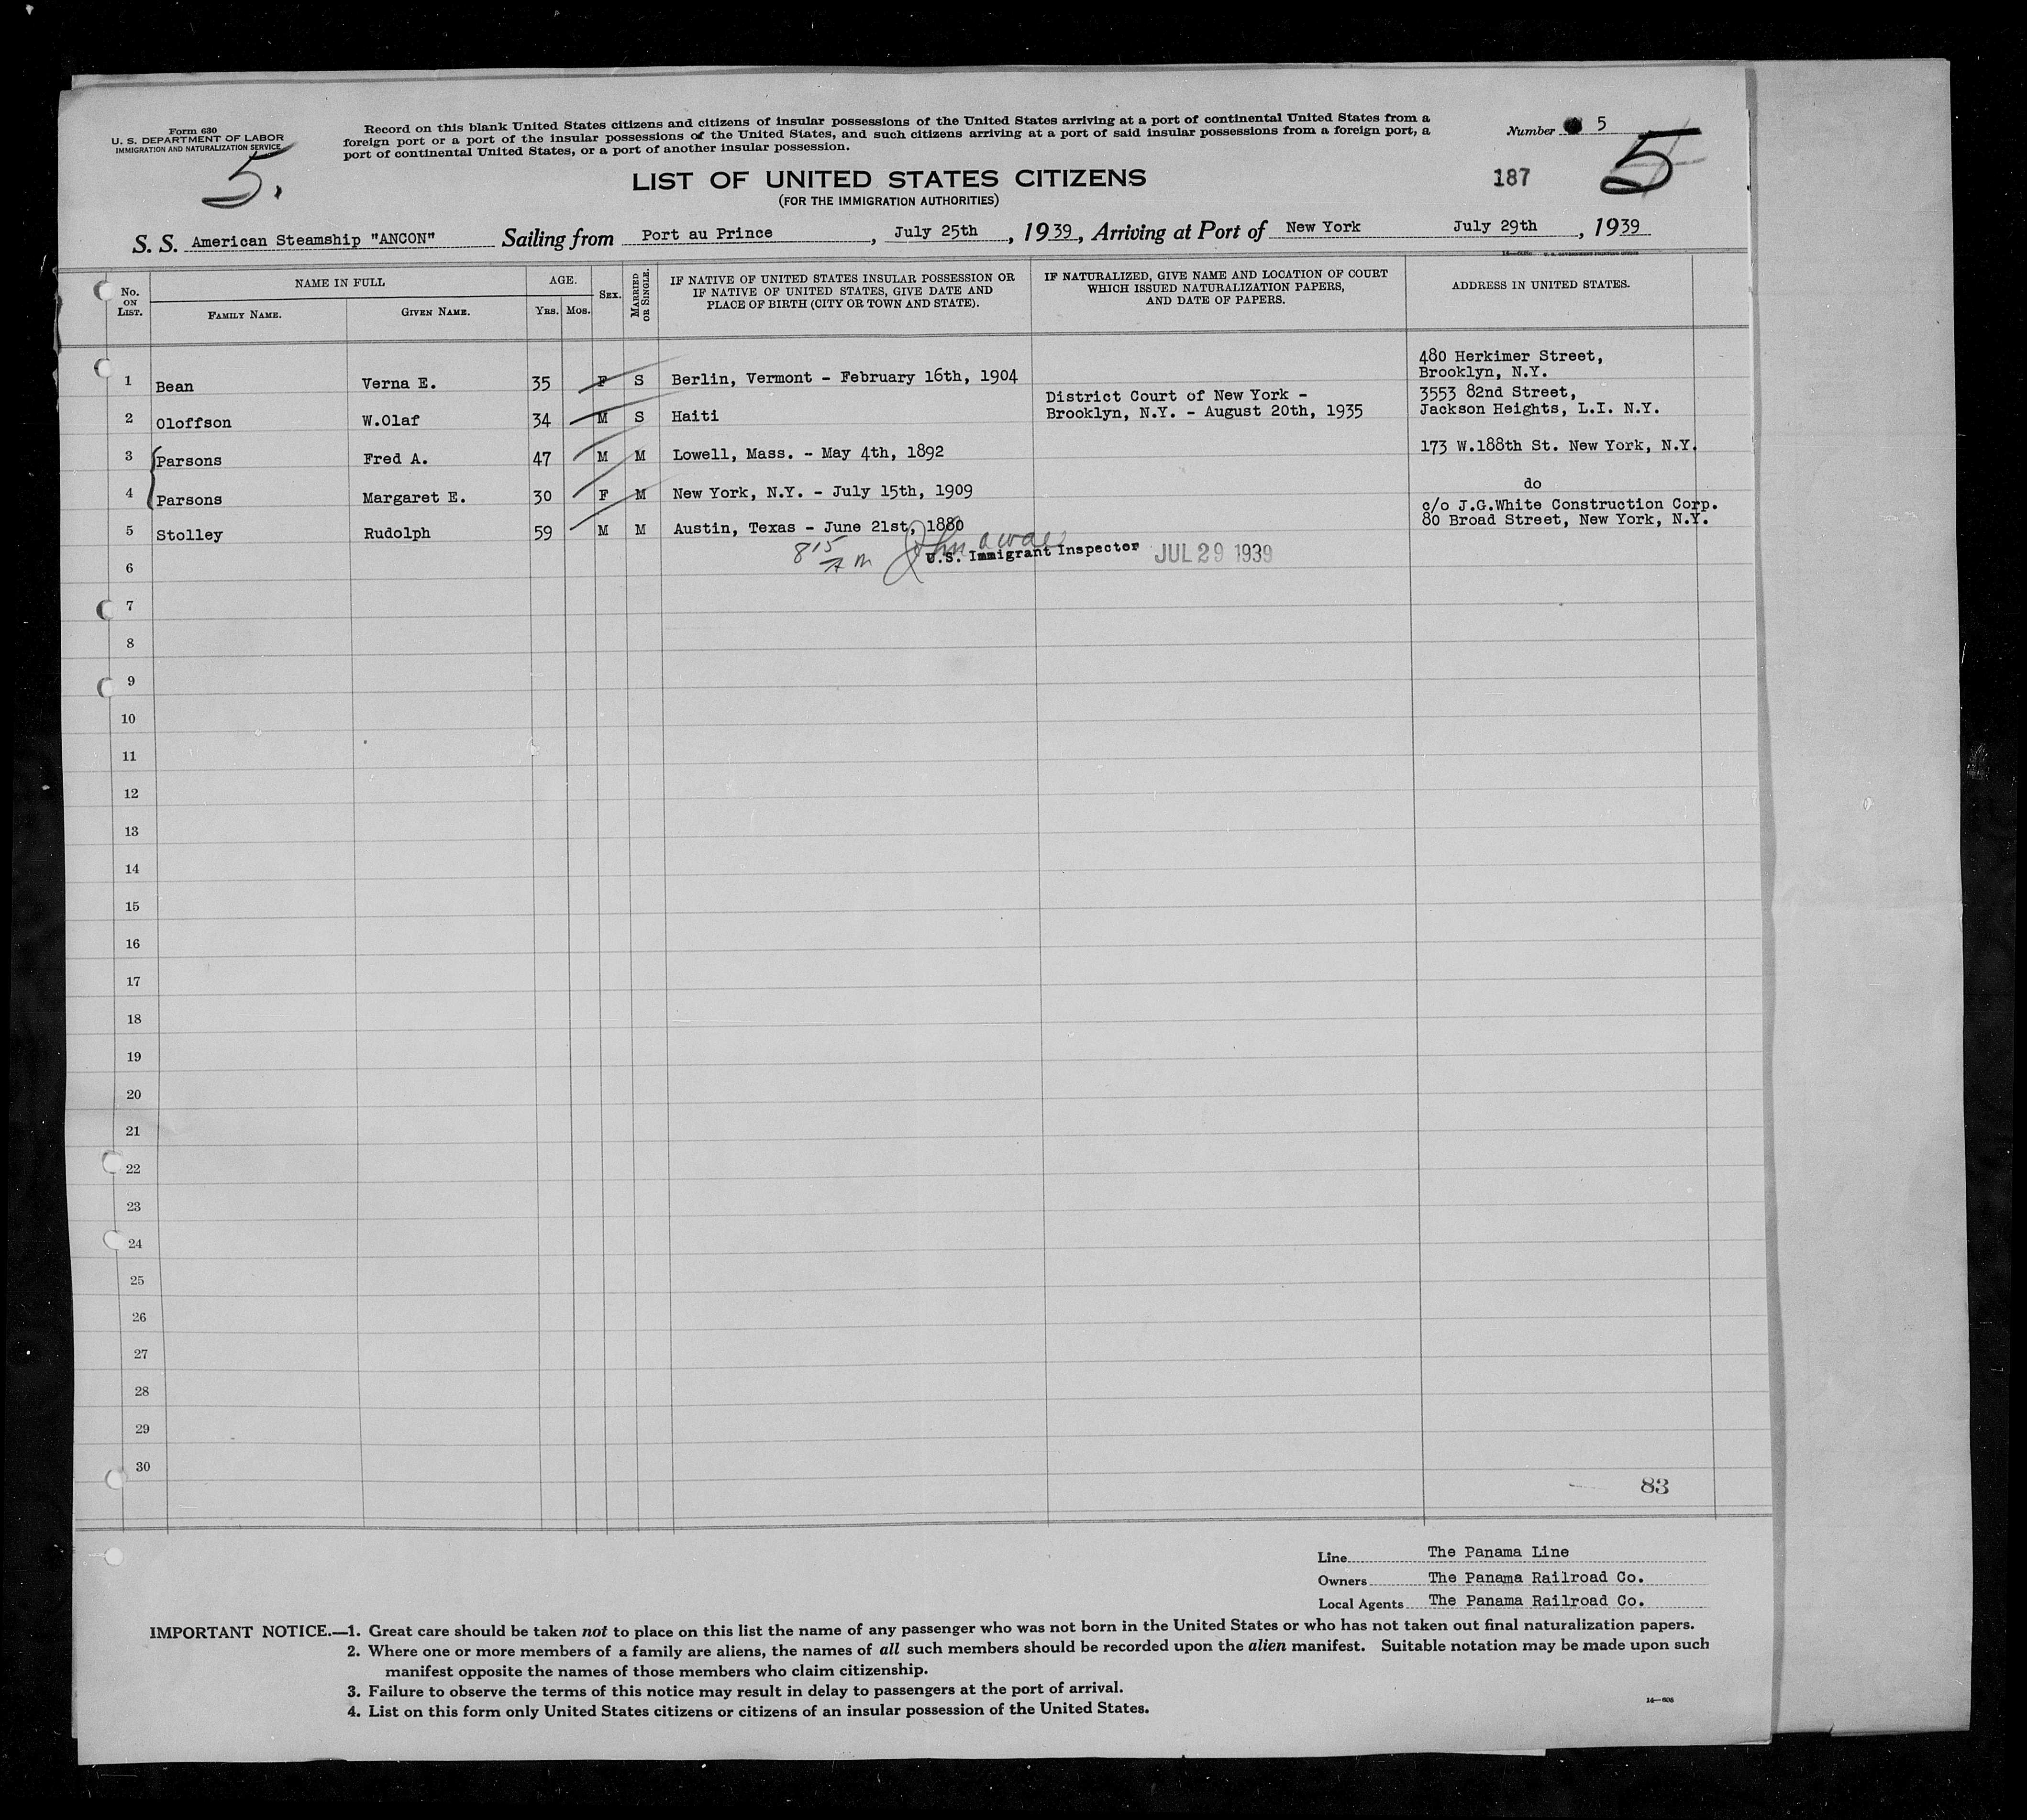 Form 630
U. S. DEPARTMENT OF LABOR
IMMIGRATION AND NATURALIZATION SERVICE
5.
Record on this blank United States citizens and citizens of insular possessions of the United States arriving at a port of continental United States from a
foreign port or a port of the insular possessions of the United States, and such citizens arriving at a port of said insular possessions from a foreign port, a
port of continental United States, or a port of another insular possession.
Number 5
187
5
LIST OF UNITED STATES CITIZENS
(FOR THE IMMIGRATION AUTHORITIES)
S. S. American Steamship "ANCON" Sailing from Port au Prince, July 25th, 1939, Arriving at Port of New York July 29th, 1939
No. ON LIST.
NAME IN FULL
FAMILY NAME.
GIVEN NAME.
AGE.
YRS. MOS.
SEX.
MARRIED OR SINGLE.
IF NATIVE OF UNITED STATES INSULAR POSSESSION OR
IF NATIVE OF UNITED STATES, GIVE DATE AND
PLACE OF BIRTH (CITY OR TOWN AND STATE).
IF NATURALIZED, GIVE NAME AND LOCATION OF COURT
WHICH ISSUED NATURALIZATION PAPERS,
AND DATE OF PAPERS.
ADDRESS IN UNITED STATES.
1 Bean Verna E. 35 F S Berlin, Vermont - February 16th, 1904 480 Herkimer Street,
Brooklyn, N.Y.
2 Oloffson W.Olaf 34 M S Haiti District Court of New York -
Brooklyn, N.Y. - August 20th, 1935 3553 82nd Street,
Jackson Heights, L.I. N.Y.
3 Parsons Fred A. 47 M M Lowell, Mass. - May 4th, 1892 173 W.188th St. New York, N.Y.
4 Parsons Margaret E. 30 F M New York, N.Y. - July 15th, 1909 do
5 Stolley Rudolph 59 M M Austin, Texas - June 21st, 1880 c/o J.G.White Construction Corp.
80 Broad Street, New York, N.Y.
8 15 AM
U.S. Immigrant Inspector JUL 29 1939
6
7
8
9
10
11
12
13
14
15
16
17
18
19
20
21
22
23
24
25
26
27
28
29
30
83
Line The Panama Line
Owners The Panama Railroad Co.
Local Agents The Panama Railroad Co.
IMPORTANT NOTICE.—1. Great care should be taken not to place on this list the name of any passenger who was not born in the United States or who has not taken out final naturalization papers.
2. Where one or more members of a family are aliens, the names of all such members should be recorded upon the alien manifest. Suitable notation may be made upon such
manifest opposite the names of those members who claim citizenship.
3. Failure to observe the terms of this notice may result in delay to passengers at the port of arrival.
4. List on this form only United States citizens or citizens of an insular possession of the United States.